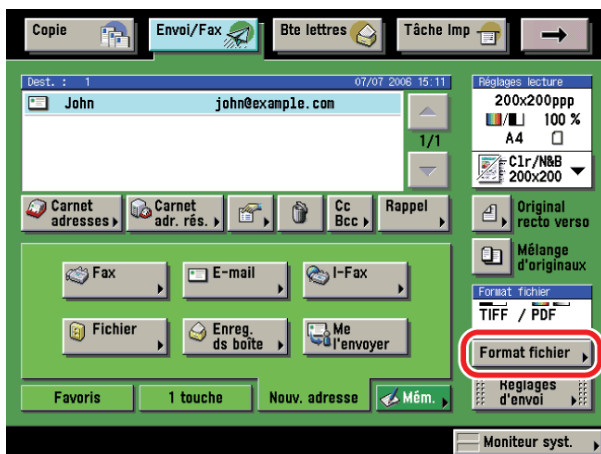 Copie
Envoi/Fax
Bte lettres
Tâche Imp
Dest. : 1
07/07 2006 15:11
John john@example.com
1/1
Carnet
adresses
Carnet
adr. rés.
Cc
Bcc
Rappel
Fax
E-mail
I-Fax
Fichier
Enreg.
ds boîte
Me
l'envoyer
Favoris
1 touche
Nouv. adresse
Mém.
Réglages lecture
200x200ppp
100 %
A4
Clr/N&B
200x200
Original
recto verso
Mélange
d'originaux
Format fichier
TIFF / PDF
Format fichier
Réglages
d'envoi
Moniteur syst.